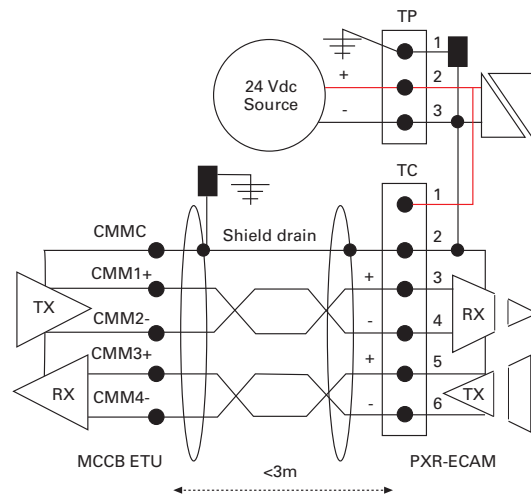 TP
1
24 Vdc
Source
+
2
-
3
TC
1
CMMC
Shield drain
2
CMM1+
+
3
TX
RX
CMM2-
-
4
CMM3+
+
5
RX
TX
CMM4-
-
6
MCCB ETU
PXR-ECAM
<3m